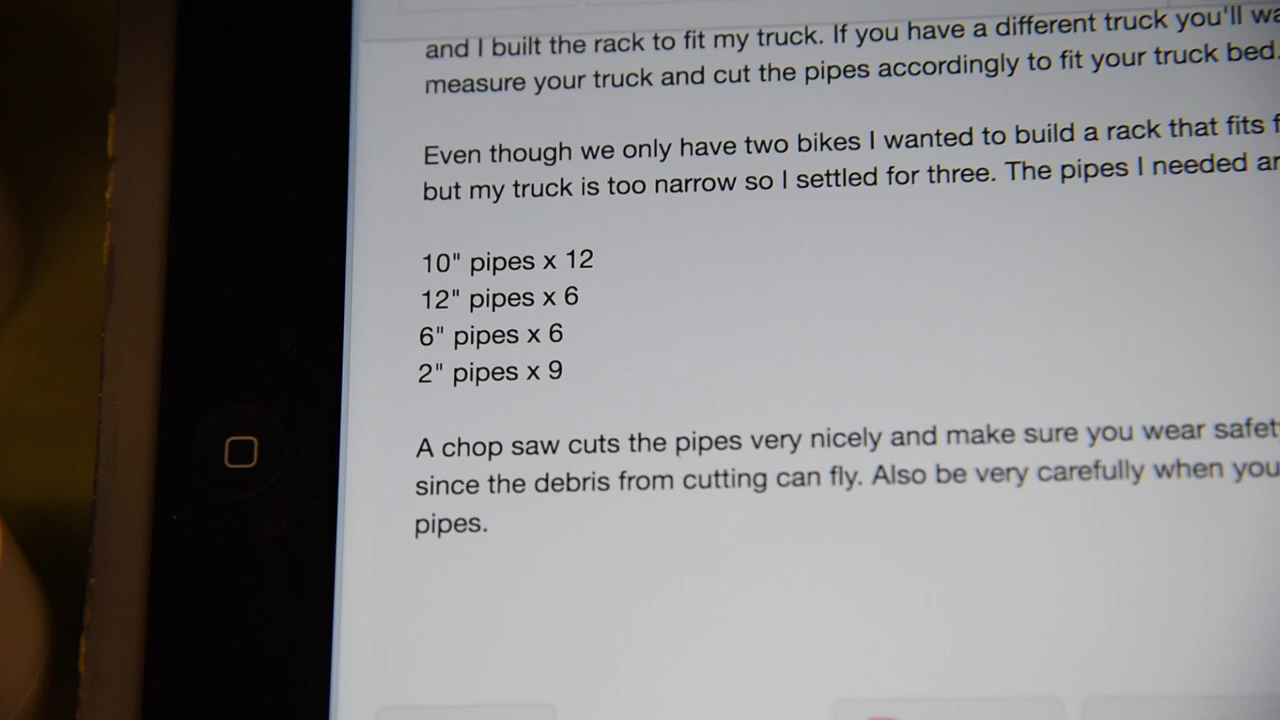 and I built the rack to fit my truck. If you have a different truck you'll
measure your truck and cut the pipes accordingly to fit your truck bed.
Even though we only have two bikes I wanted to build a rack that fits
but my truck is too narrow so I settled for three. The pipes I needed
10" pipes x 12
12" pipes x 6
6" pipes x 6
2" pipes x 9
A chop saw cuts the pipes very nicely and make sure you wear
since the debris from cutting can fly. Also be very carefully when you
pipes.